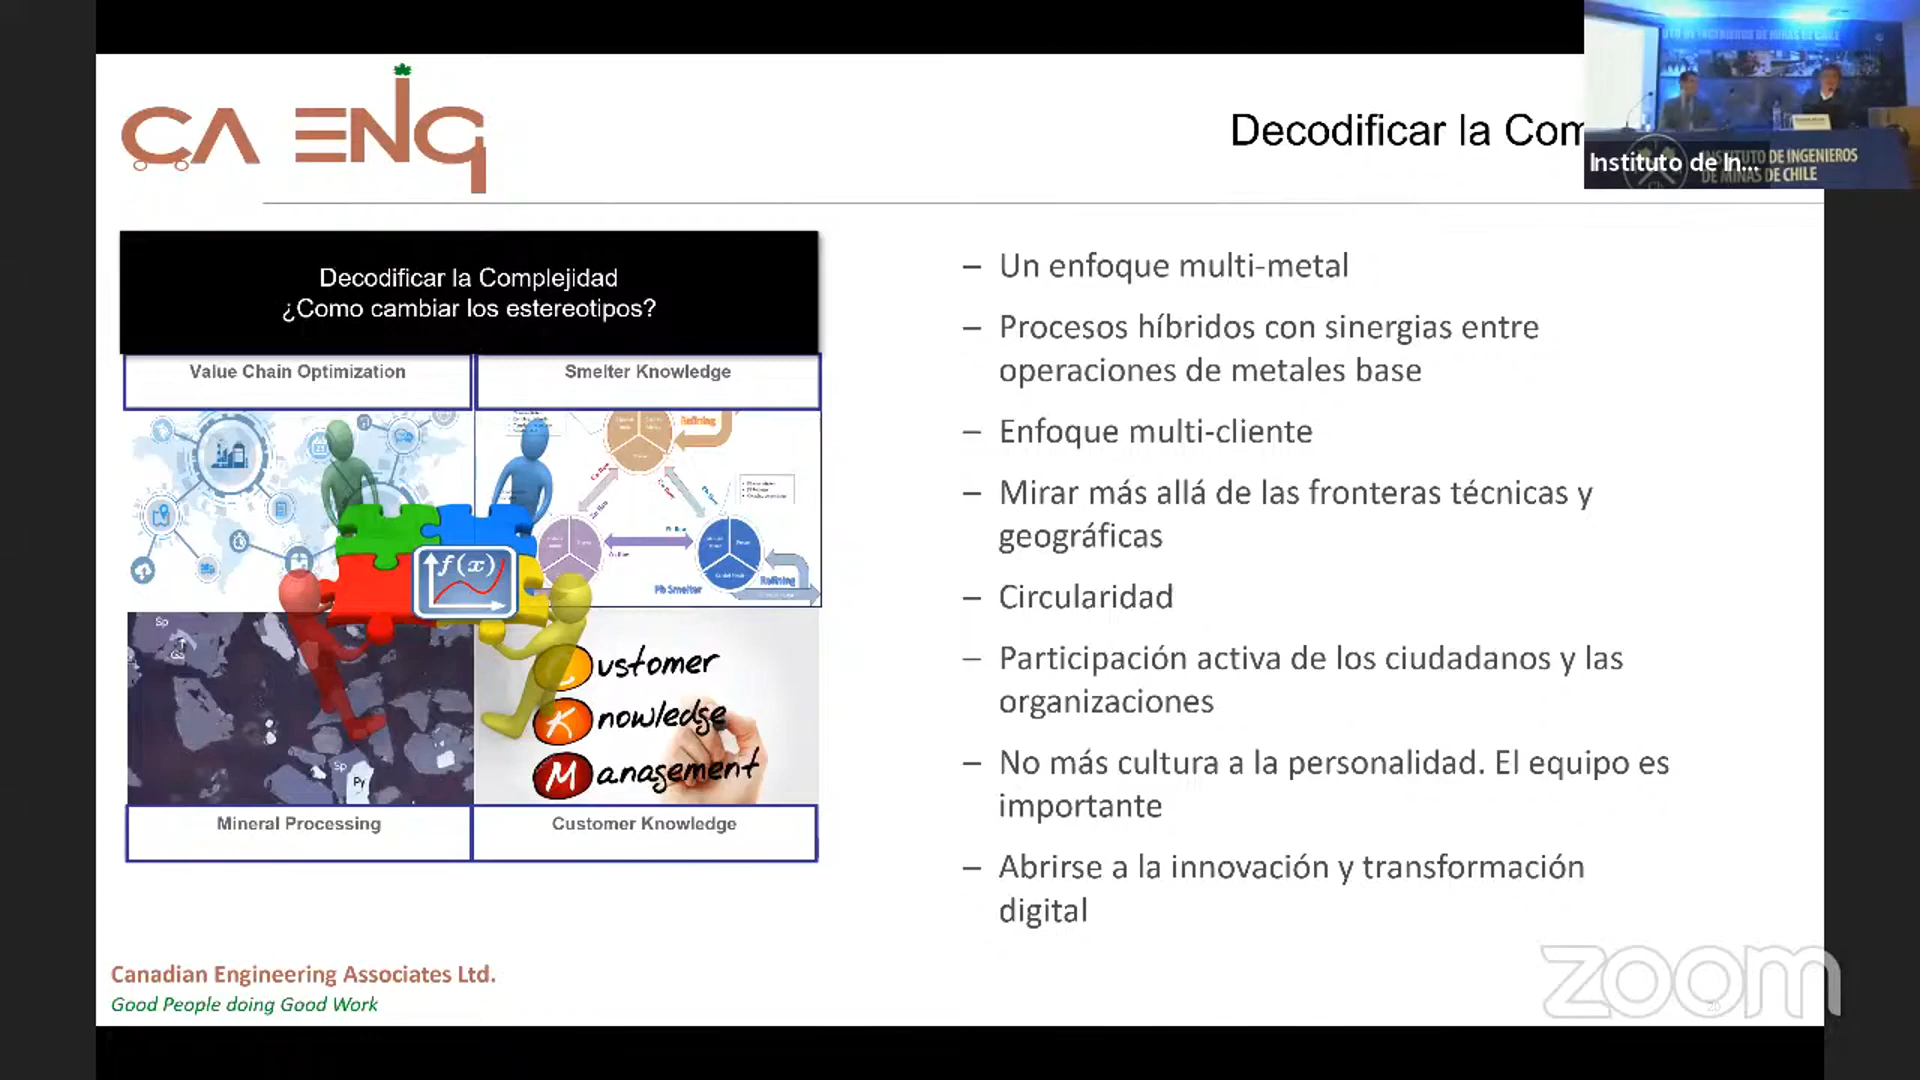 CA ENG
Decodificar la Com
INSTITUTO DE INGENIEROS
DE MINAS DE CHILE
Instituto de In...
Decodificar la Complejidad
¿Como cambiar los estereotipos?
Value Chain Optimization
Smelter Knowledge
Refining
Pb Smelter
Refining
f(x)
Sp
Sp
Py
Customer
Knowledge
Management
Mineral Processing
Customer Knowledge
– Un enfoque multi-metal
– Procesos híbridos con sinergias entre
operaciones de metales base
– Enfoque multi-cliente
– Mirar más allá de las fronteras técnicas y
geográficas
– Circularidad
– Participación activa de los ciudadanos y las
organizaciones
– No más cultura a la personalidad. El equipo es
importante
– Abrirse a la innovación y transformación
digital
Canadian Engineering Associates Ltd.
Good People doing Good Work
zoom